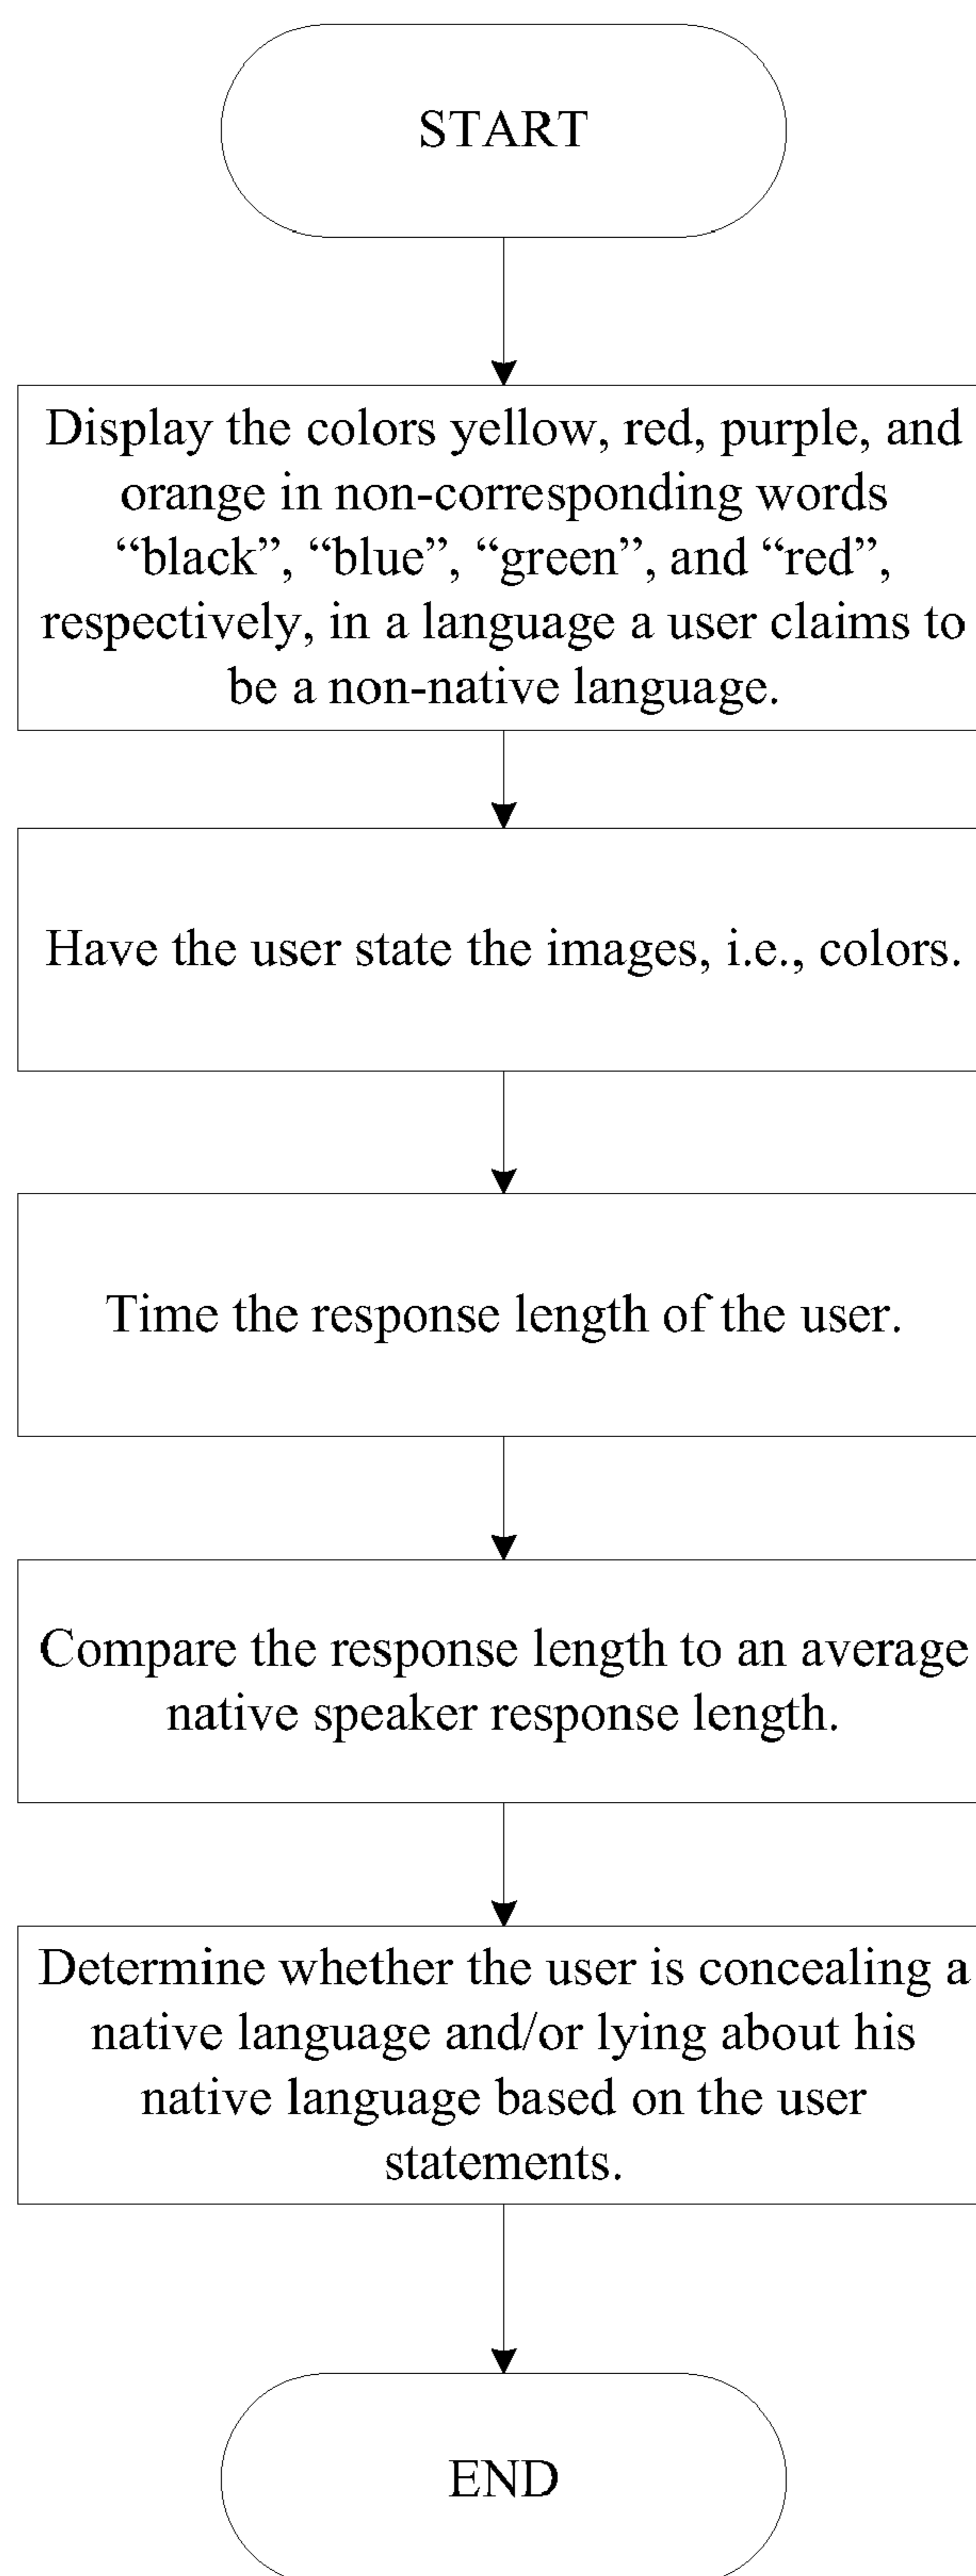 START
Display the colors yellow, red, purple, and
orange in non-corresponding words
“black”, “blue”, “green”, and “red”,
respectively, in a language a user claims to
be a non-native language.
Have the user state the images, i.e., colors.
Time the response length of the user.
Compare the response length to an average
native speaker response length.
Determine whether the user is concealing a
native language and/or lying about his
native language based on the user
statements.
END